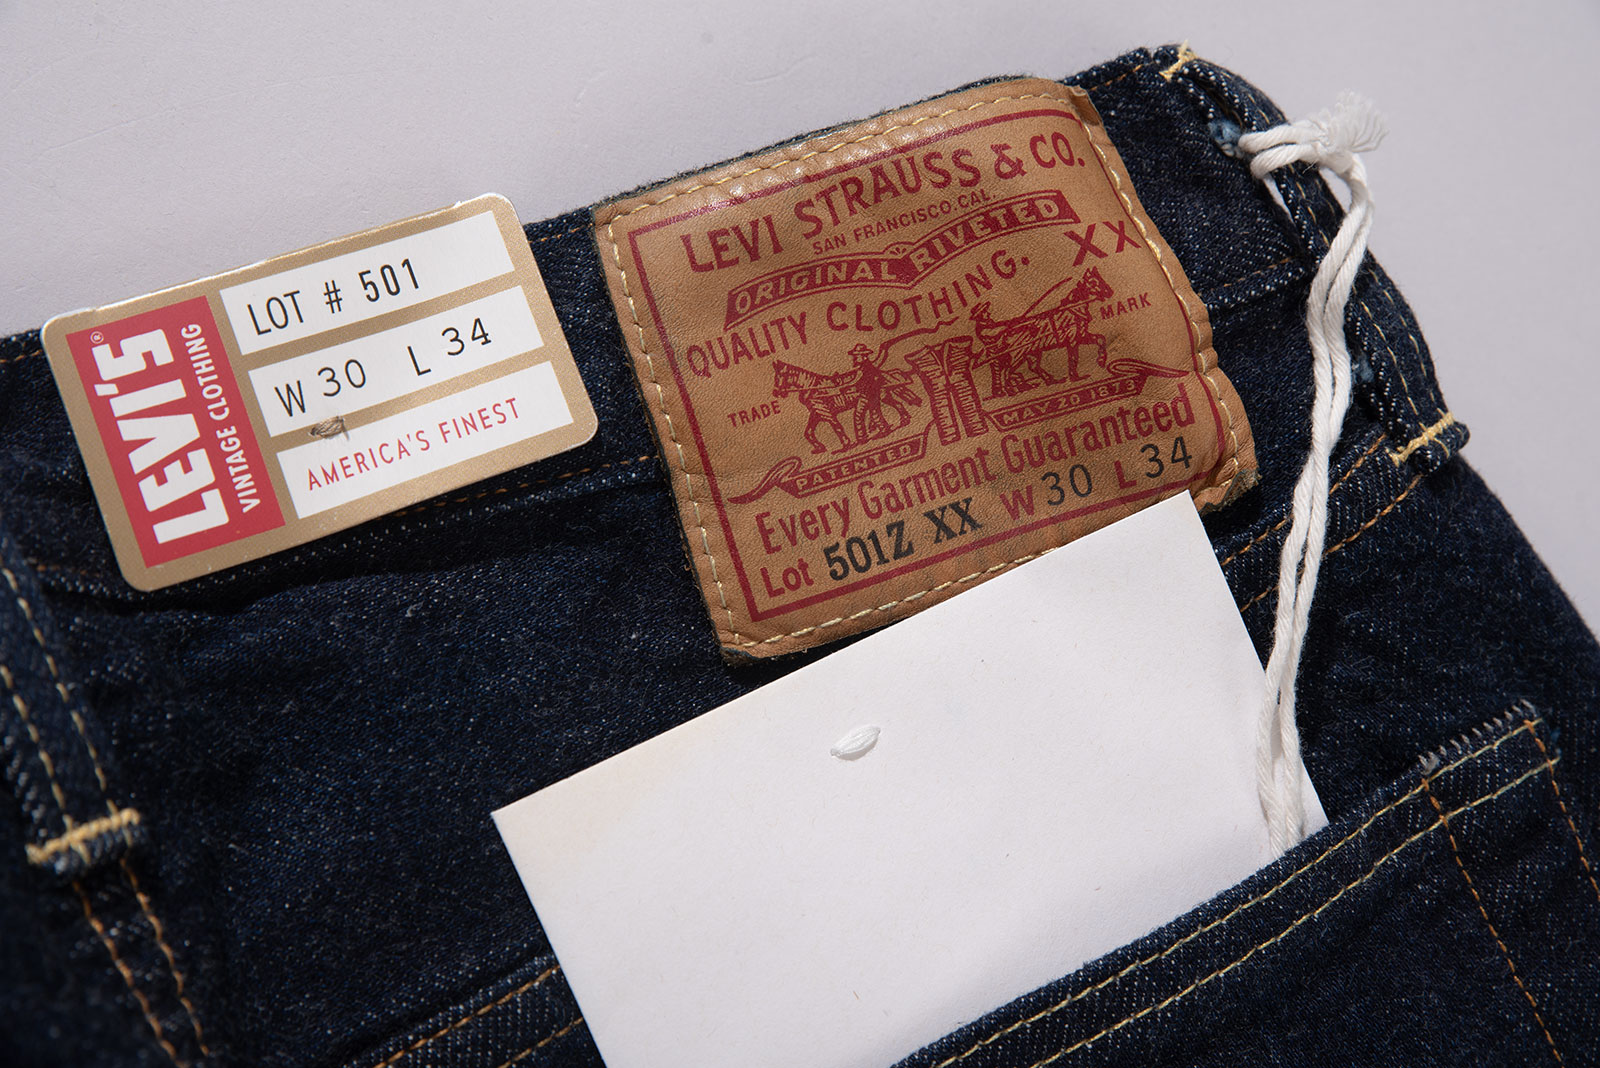 LEVI'S®
VINTAGE CLOTHING
LOT # 501
W 30 L 34
AMERICA'S FINEST
LEVI STRAUSS & CO.
SAN FRANCISCO, CAL.
ORIGINAL RIVETED
QUALITY CLOTHING. XX
TRADE MARK
PATENTED MAY 20 1873
Every Garment Guaranteed
Lot 501Z XX W 30 L 34